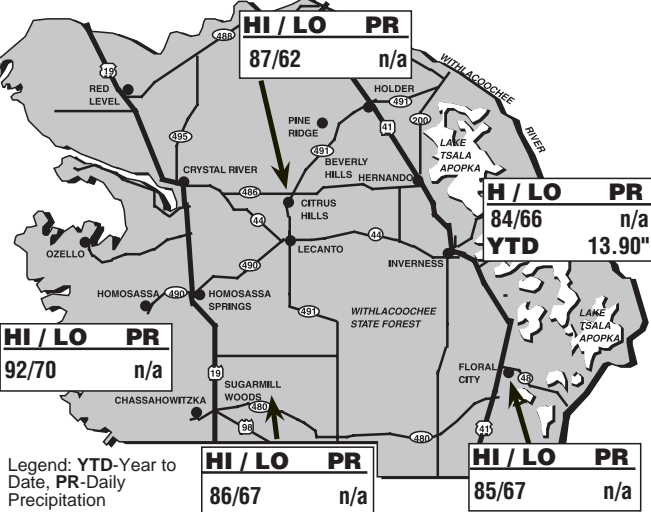 HI / LO PR
87/62 n/a
488
19
RED
LEVEL
HOLDER
491
WITHLACOOCHEE
RIVER
PINE
RIDGE
41
200
495
491
LAKE
TSALA
APOPKA
BEVERLY
HILLS
CRYSTAL RIVER
HERNANDO
486
CITRUS
HILLS
HI / LO PR
84/66 n/a
YTD 13.90"
44
44
OZELLO
LECANTO
INVERNESS
490
HOMOSASSA
490
HOMOSASSA
SPRINGS
491
WITHLACOOCHEE
STATE FOREST
LAKE
TSALA
APOPKA
HI / LO PR
92/70 n/a
19
FLORAL
CITY
48
SUGARMILL
WOODS
CHASSAHOWITZKA
480
98
480
41
HI / LO PR
86/67 n/a
HI / LO PR
85/67 n/a
Legend: YTD-Year to
Date, PR-Daily
Precipitation